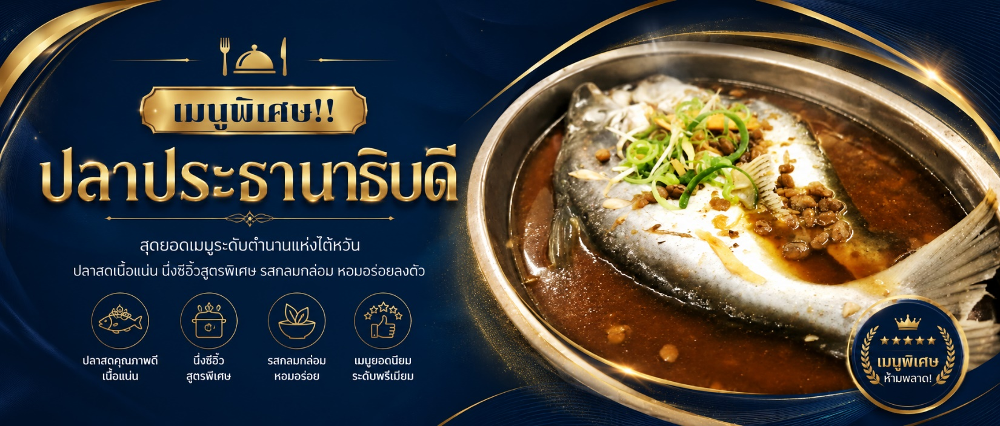 เมนูพิเศษ!!
ปลาประธานาธิบดี
สุดยอดเมนูระดับตำนานแห่งไต้หวัน
ปลาสดเนื้อแน่น นึ่งซีอิ๊วสูตรพิเศษ รสกลมกล่อม หอมอร่อยลงตัว
ปลาสดคุณภาพดี
เนื้อแน่น
นึ่งซีอิ๊ว
สูตรพิเศษ
รสกลมกล่อม
หอมอร่อย
เมนูยอดนิยม
ระดับพรีเมียม
เมนูพิเศษ
ห้ามพลาด!